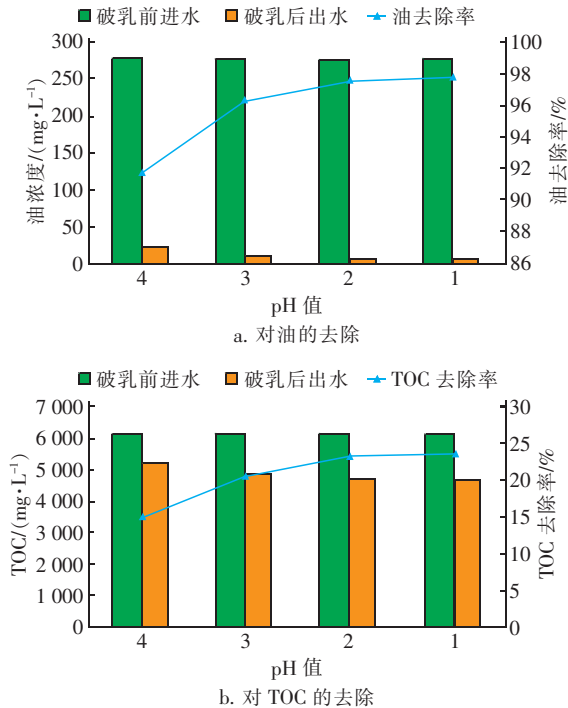 破乳前进水 破乳后出水 油去除率
油浓度/(mg·L⁻¹)
300
250
200
150
100
50
0
油去除率/%
100
98
96
94
92
90
88
86
4 3 2 1
pH 值
a. 对油的去除
破乳前进水 破乳后出水 TOC 去除率
TOC/(mg·L⁻¹)
7 000
6 000
5 000
4 000
3 000
2 000
1 000
0
TOC 去除率/%
30
25
20
15
10
5
0
4 3 2 1
pH 值
b. 对 TOC 的去除